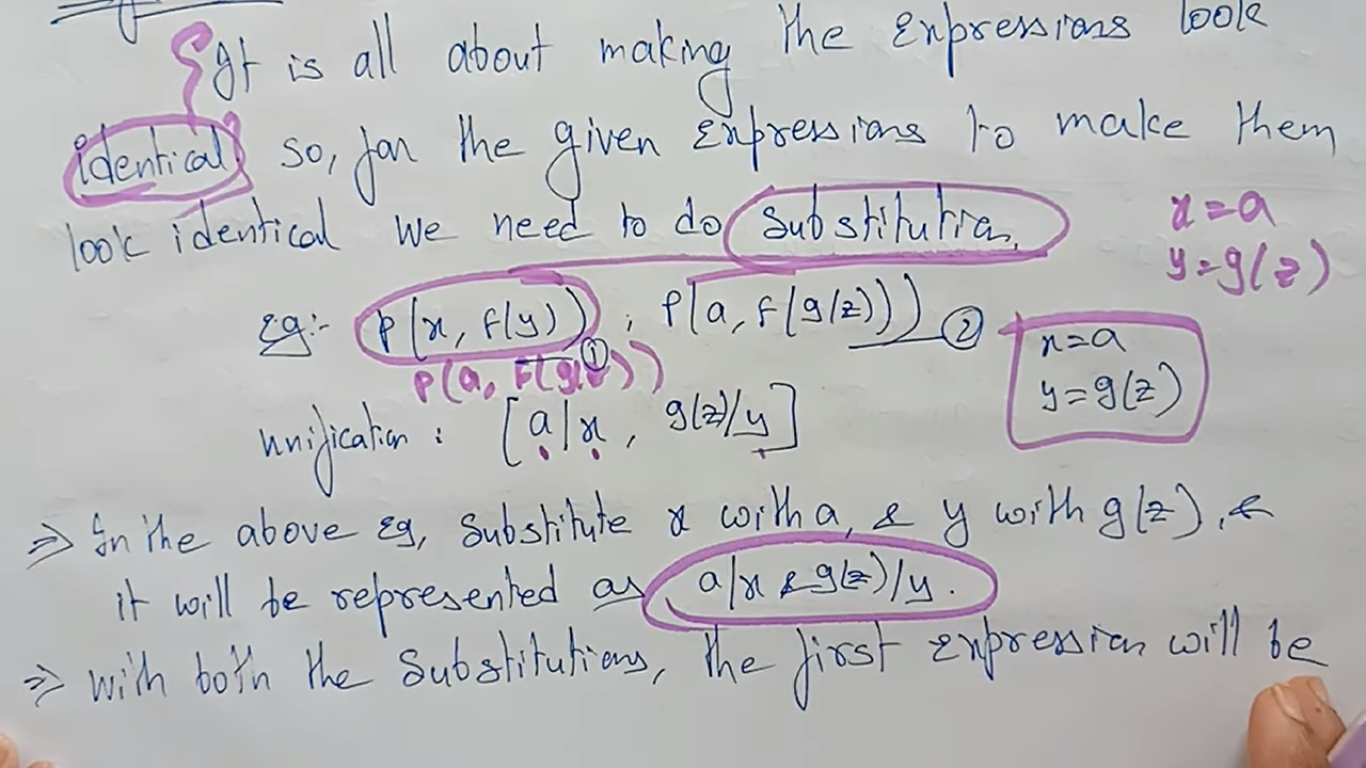 It is all about making the Expressions look
identical so, for the given Expressions to make them
look identical we need to do Substitution.
x=a
y=g(z)
Eg:- P(x, F(y)) ; P(a, F(g(z))) ②
①
P(a, F(g(z)))
x=a
y=g(z)
unification : [a/x, g(z)/y]
⇒ In the above Eg, Substitute x with a, & y with g(z),
it will be represented as a/x & g(z)/y.
⇒ with both the Substitutions, the first Expression will be